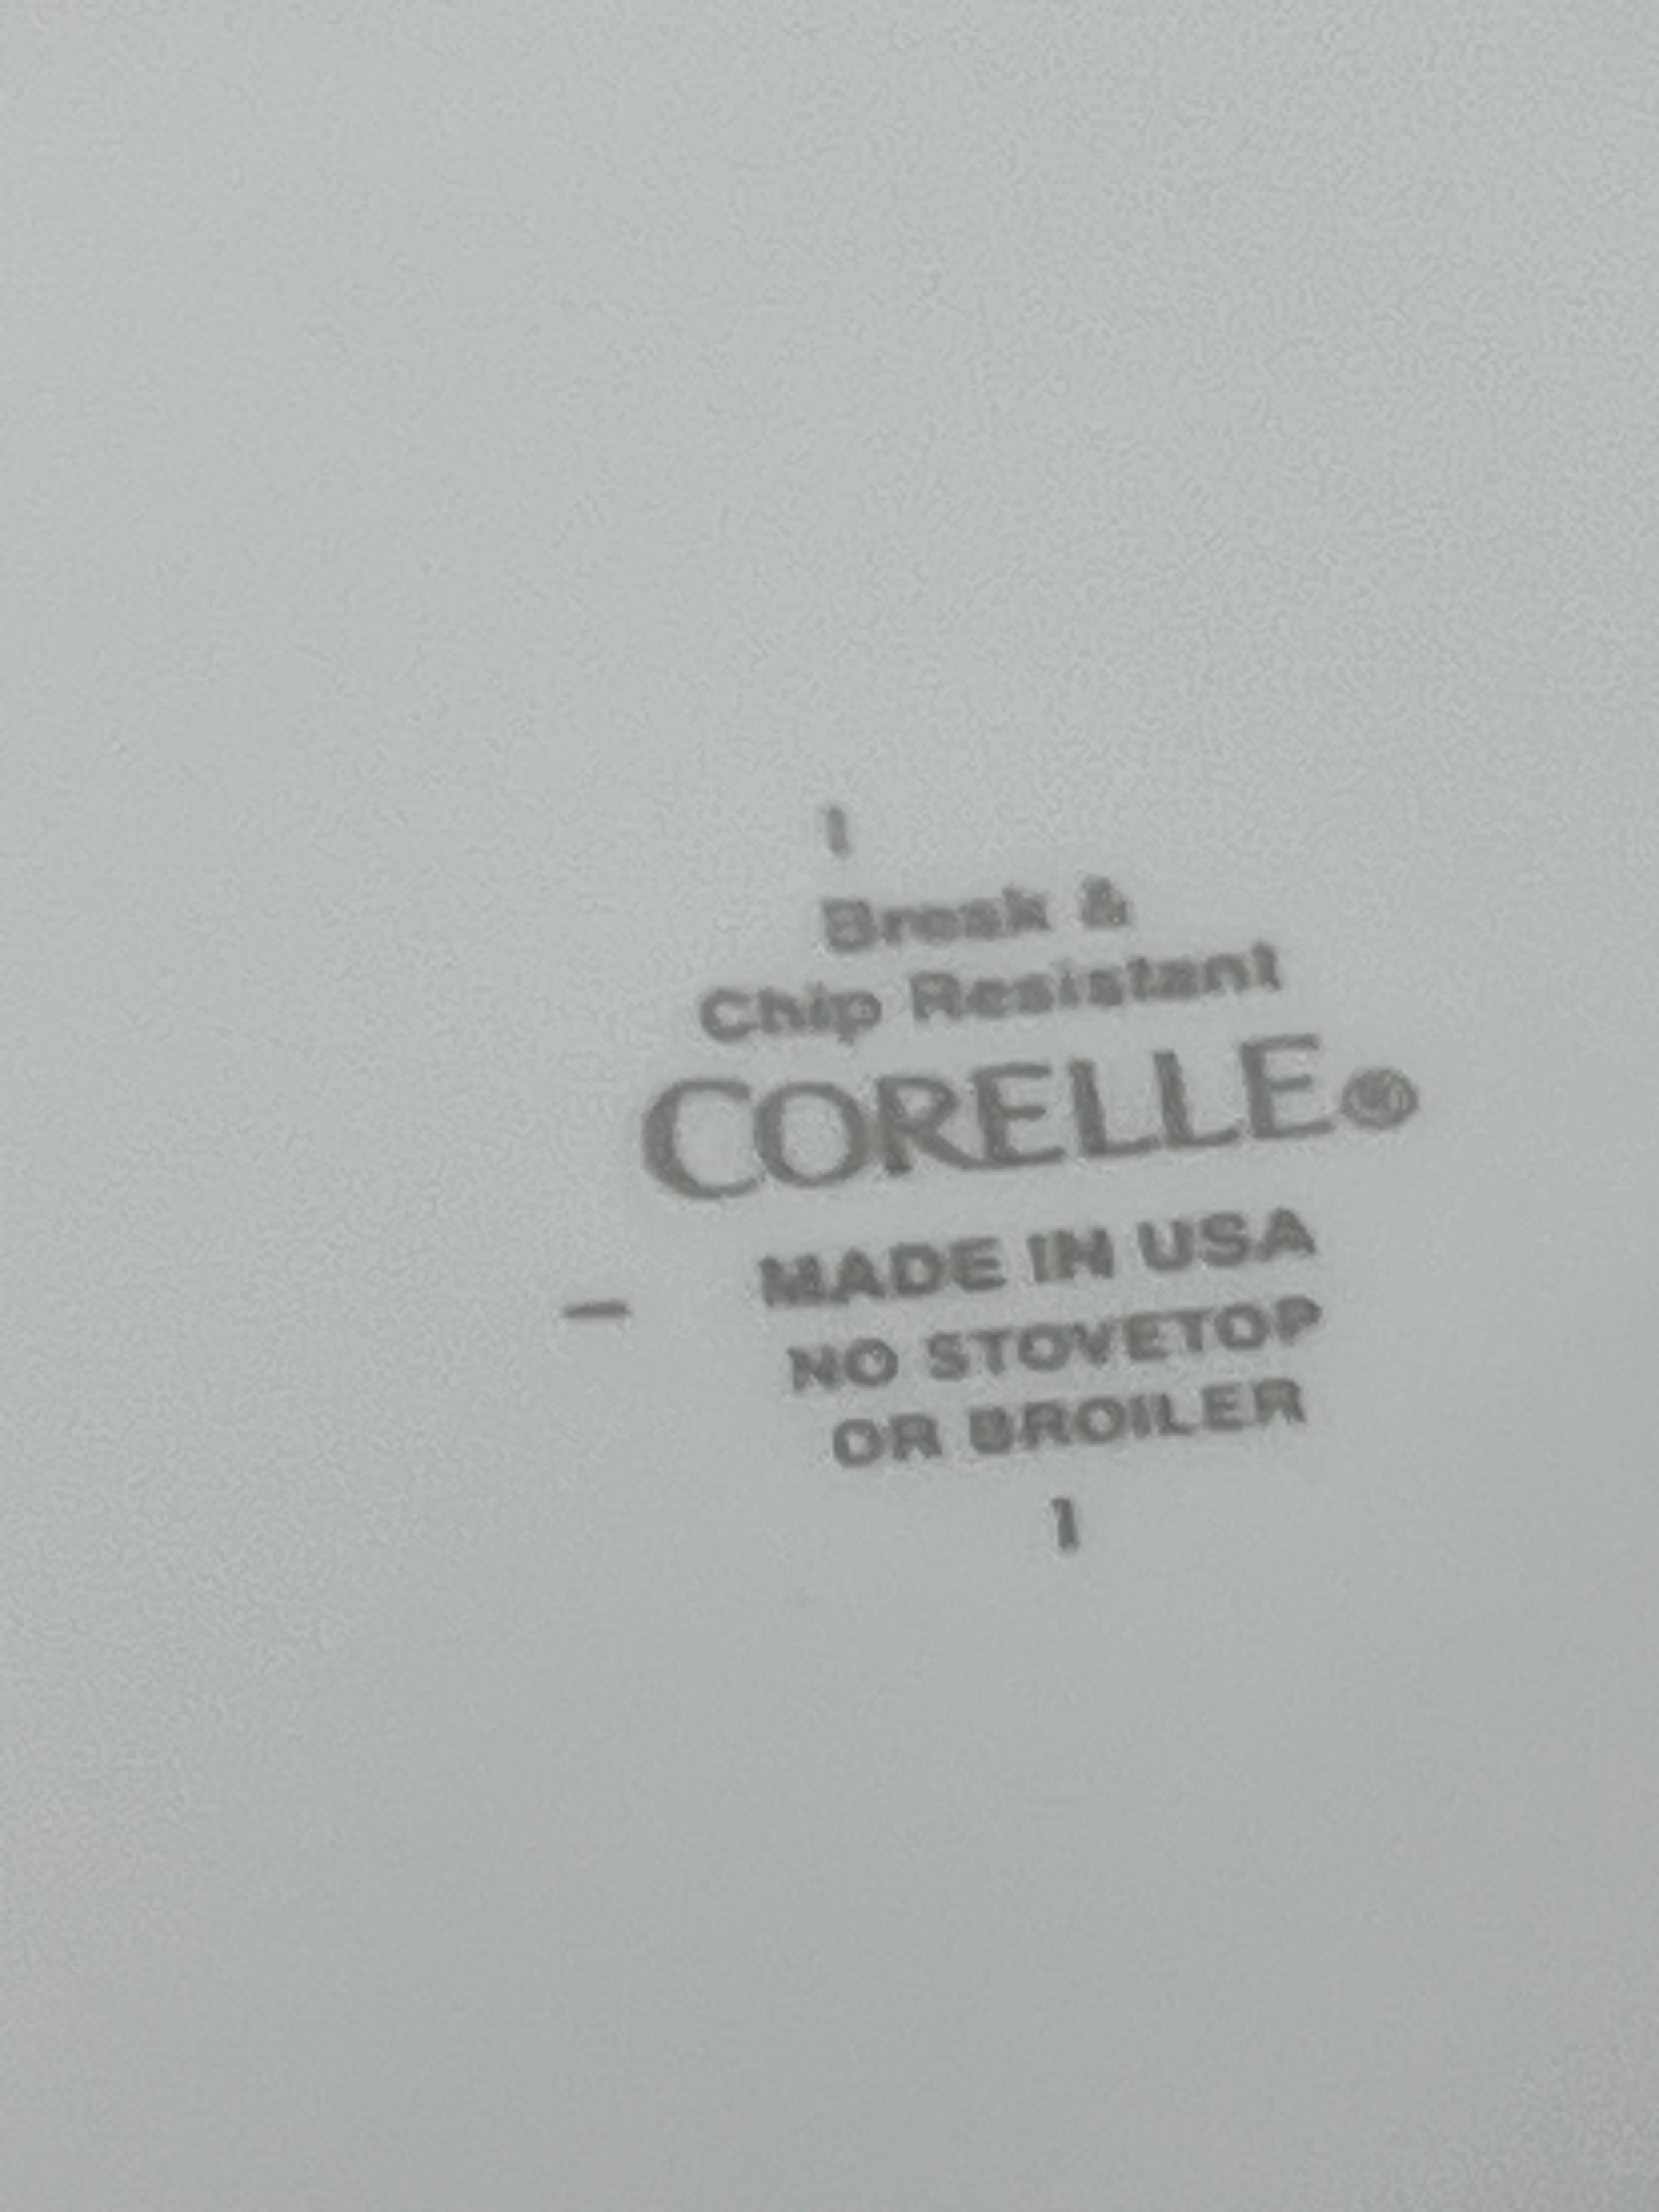 1
Break &
Chip Resistant
CORELLE®
MADE IN USA
NO STOVETOP
OR BROILER
1